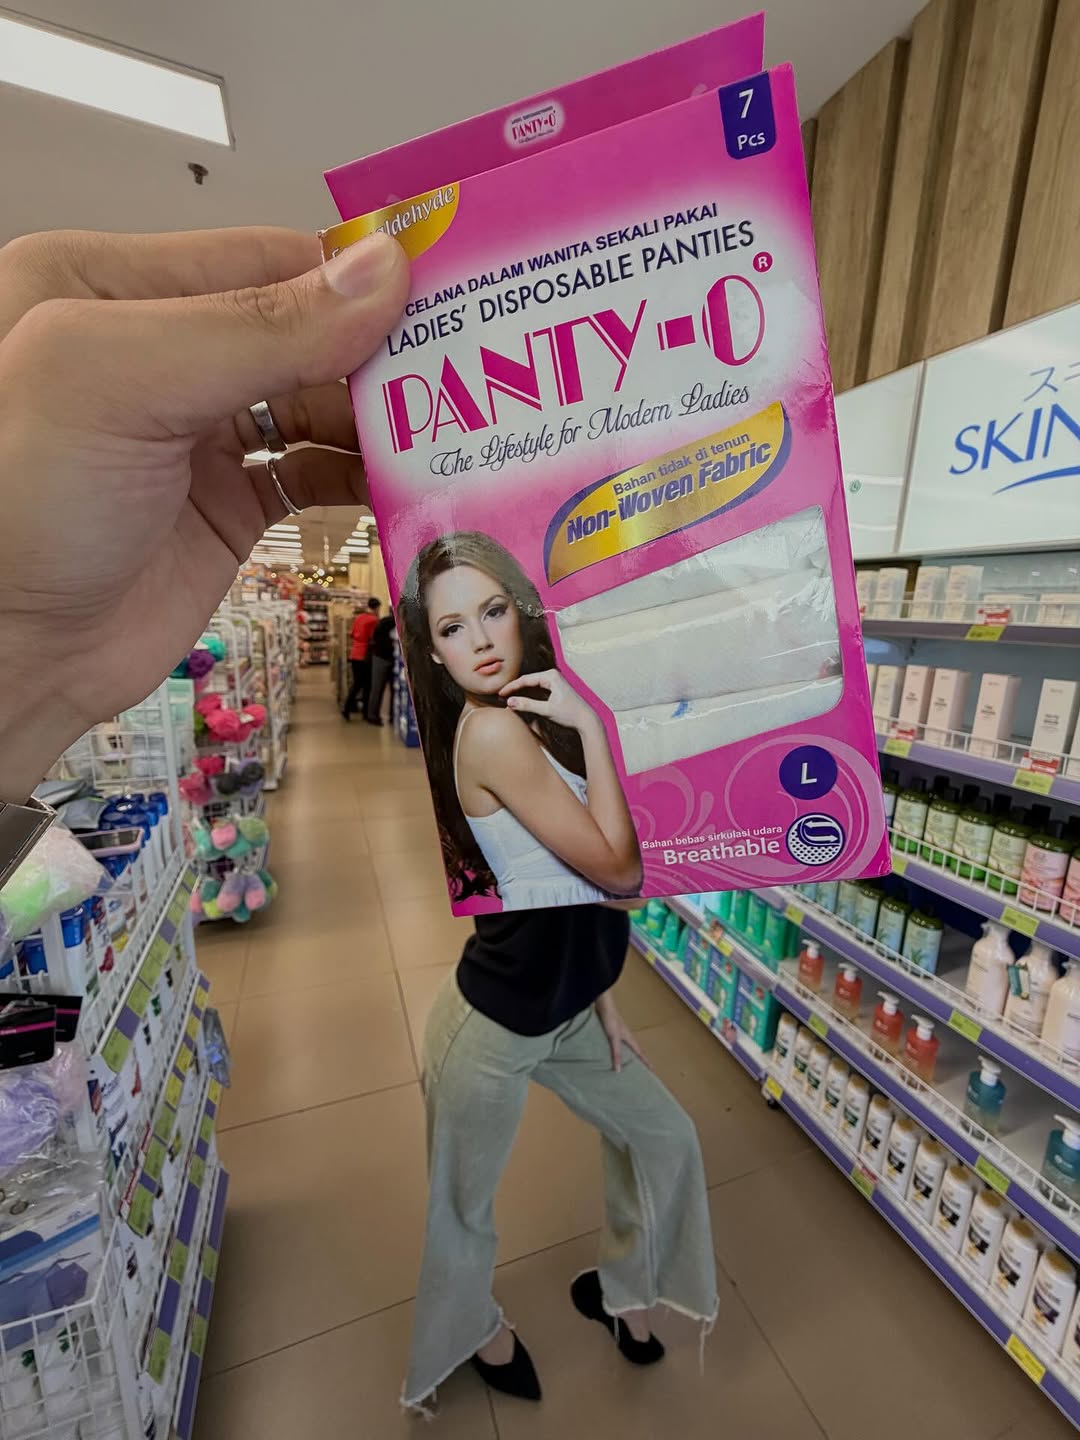 PANTY-O
7
Pcs
CELANA DALAM WANITA SEKALI PAKAI
LADIES' DISPOSABLE PANTIES
PANTY-O®
The Lifestyle for Modern Ladies
Bahan tidak di tenun
Non-Woven Fabric
L
Bahan bebas sirkulasi udara
Breathable